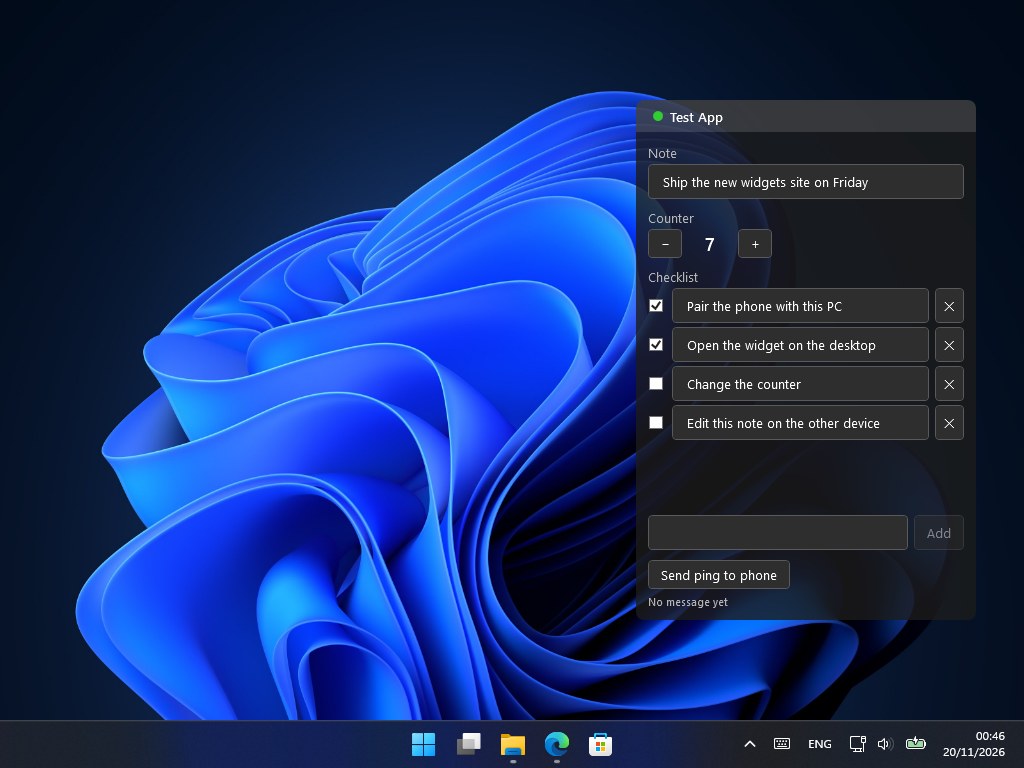 Test App
Note
Ship the new widgets site on Friday
Counter
− 7 +
Checklist
Pair the phone with this PC
Open the widget on the desktop
Change the counter
Edit this note on the other device
Add
Send ping to phone
No message yet
ENG
00:46
20/11/2026